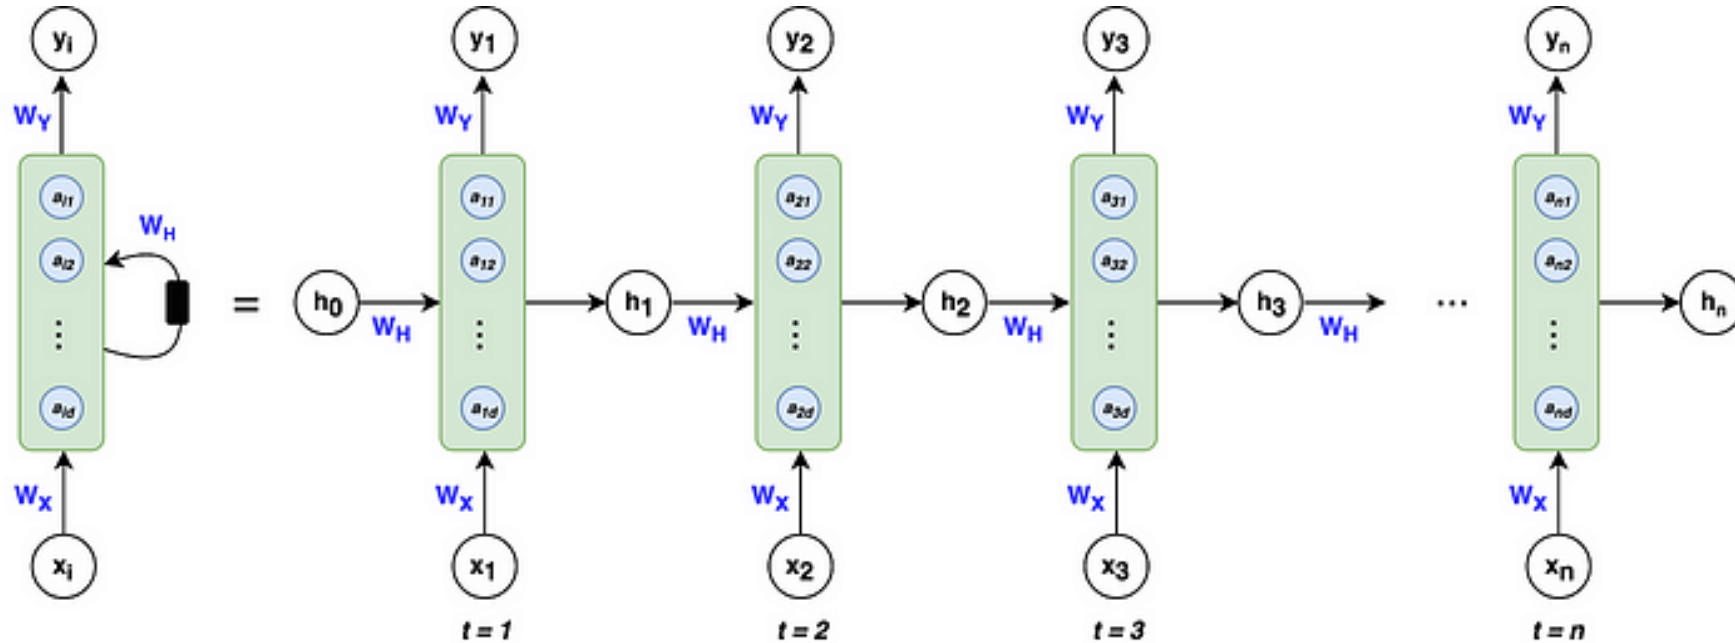 yi y1 y2 y3 yn
WY WY WY WY WY
ai1 a11 a21 a31 an1
WH
ai2 a12 a22 a32 an2
= h0 h1 h2 h3 ... hn
WH WH WH WH
⋮ ⋮ ⋮ ⋮ ⋮
aid a1d a2d a3d and
WX WX WX WX WX
xi x1 x2 x3 xn
t = 1 t = 2 t = 3 t = n